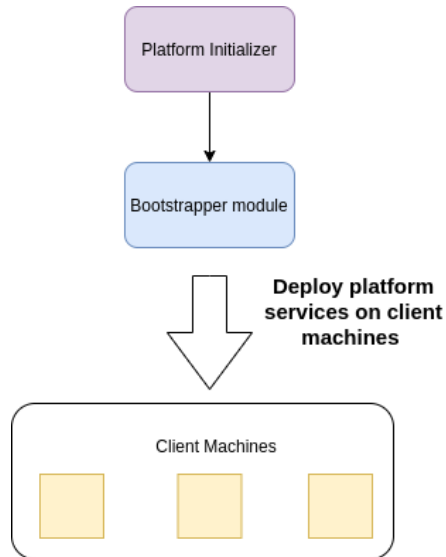 Platform Initializer
Bootstrapper module
Deploy platform
services on client
machines
Client Machines